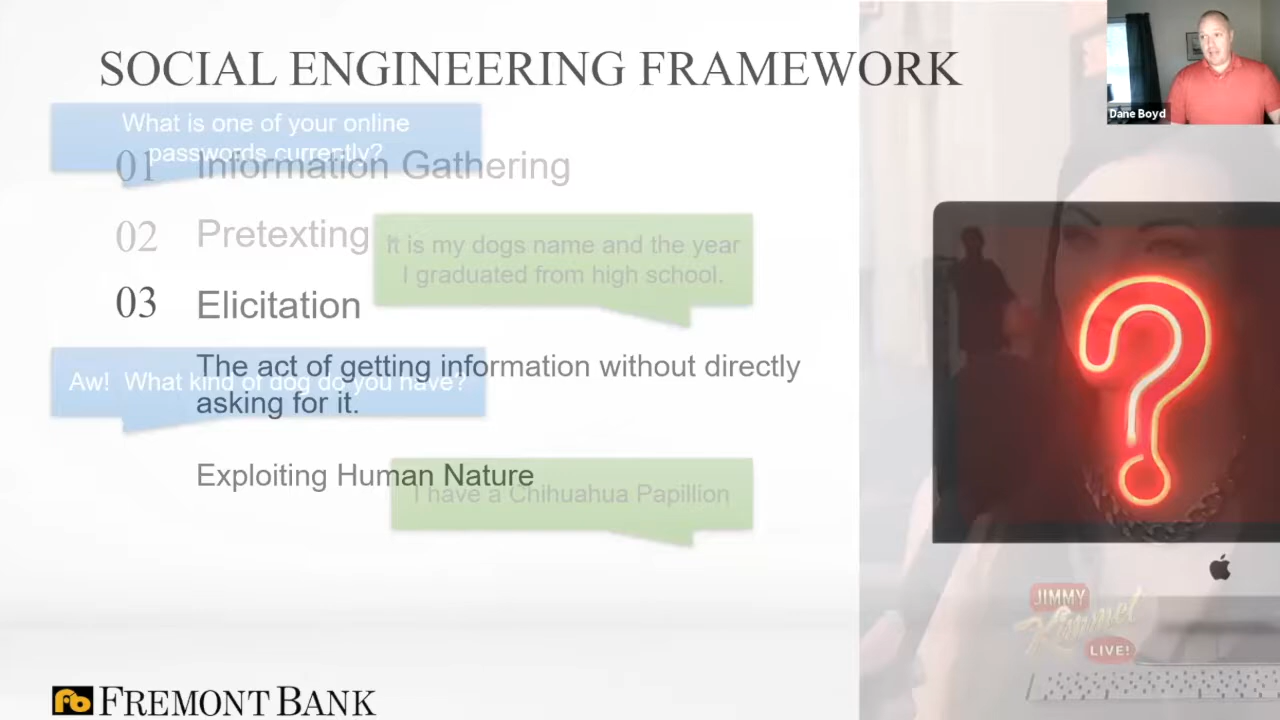 SOCIAL ENGINEERING FRAMEWORK
Dane Boyd
What is one of your online
passwords currently?
01 Information Gathering
02 Pretexting
It is my dogs name and the year
I graduated from high school.
03 Elicitation
The act of getting information without directly
asking for it.
Aw! What kind of dog do you have?
Exploiting Human Nature
I have a Chihuahua Papillion
JIMMY
Kimmel
LIVE!
fb FREMONT BANK